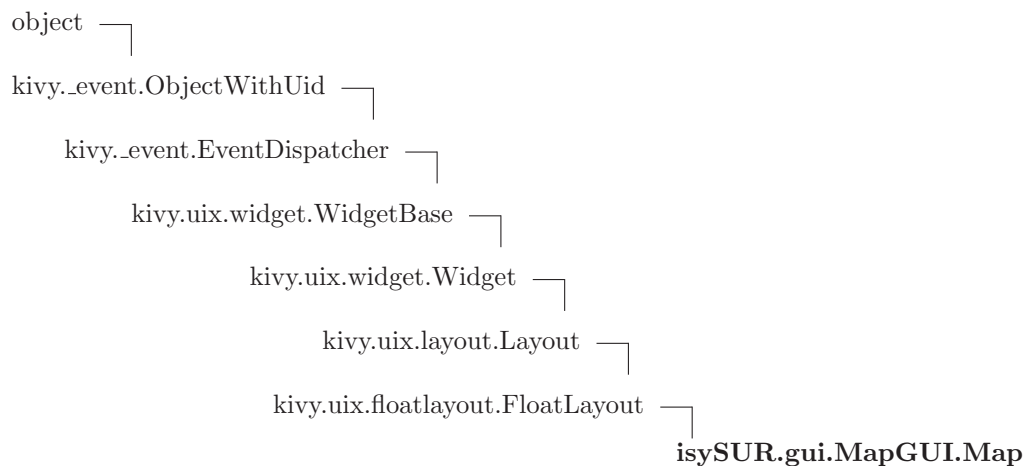 object
kivy._event.ObjectWithUid
kivy._event.EventDispatcher
kivy.uix.widget.WidgetBase
kivy.uix.widget.Widget
kivy.uix.layout.Layout
kivy.uix.floatlayout.FloatLayout
isySUR.gui.MapGUI.Map